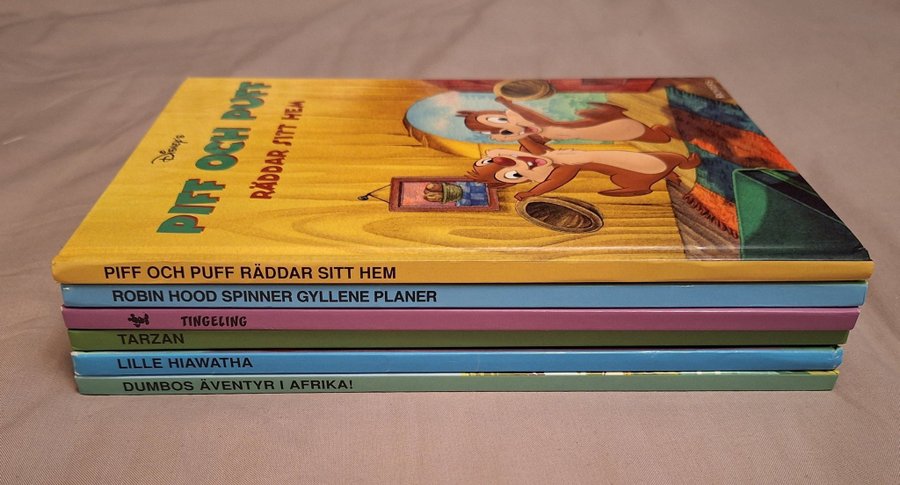 Disney's
PIFF OCH PUFF
RÄDDAR SITT HEM
PIFF OCH PUFF RÄDDAR SITT HEM
ROBIN HOOD SPINNER GYLLENE PLANER
TINGELING
TARZAN
LILLE HIAWATHA
DUMBOS ÄVENTYR I AFRIKA!